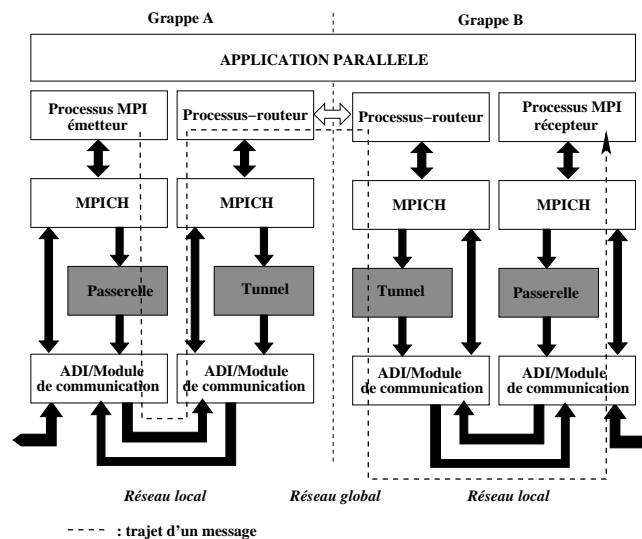 Grappe A
Grappe B
APPLICATION PARALLELE
Processus MPI
émetteur
Processus−routeur
Processus−routeur
Processus MPI
récepteur
MPICH
MPICH
MPICH
MPICH
Passerelle
Tunnel
Tunnel
Passerelle
ADI/Module
de communication
ADI/Module
de communication
ADI/Module
de communication
ADI/Module
de communication
Réseau local
Réseau global
Réseau local
: trajet d'un message